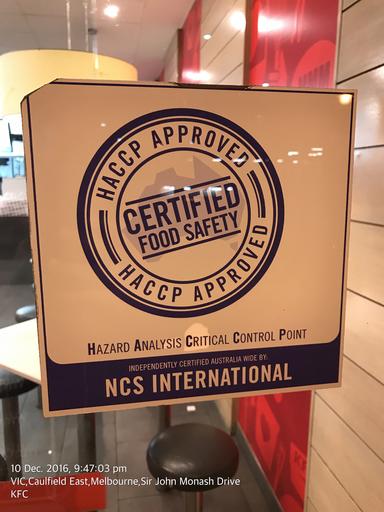 HACCP APPROVED
CERTIFIED
FOOD SAFETY
HACCP APPROVED
HAZARD ANALYSIS CRITICAL CONTROL POINT
INDEPENDENTLY CERTIFIED AUSTRALIA WIDE BY:
NCS INTERNATIONAL
10 Dec. 2016, 9:47:03 pm
VIC,Caulfield East,Melbourne,Sir John Monash Drive
KFC